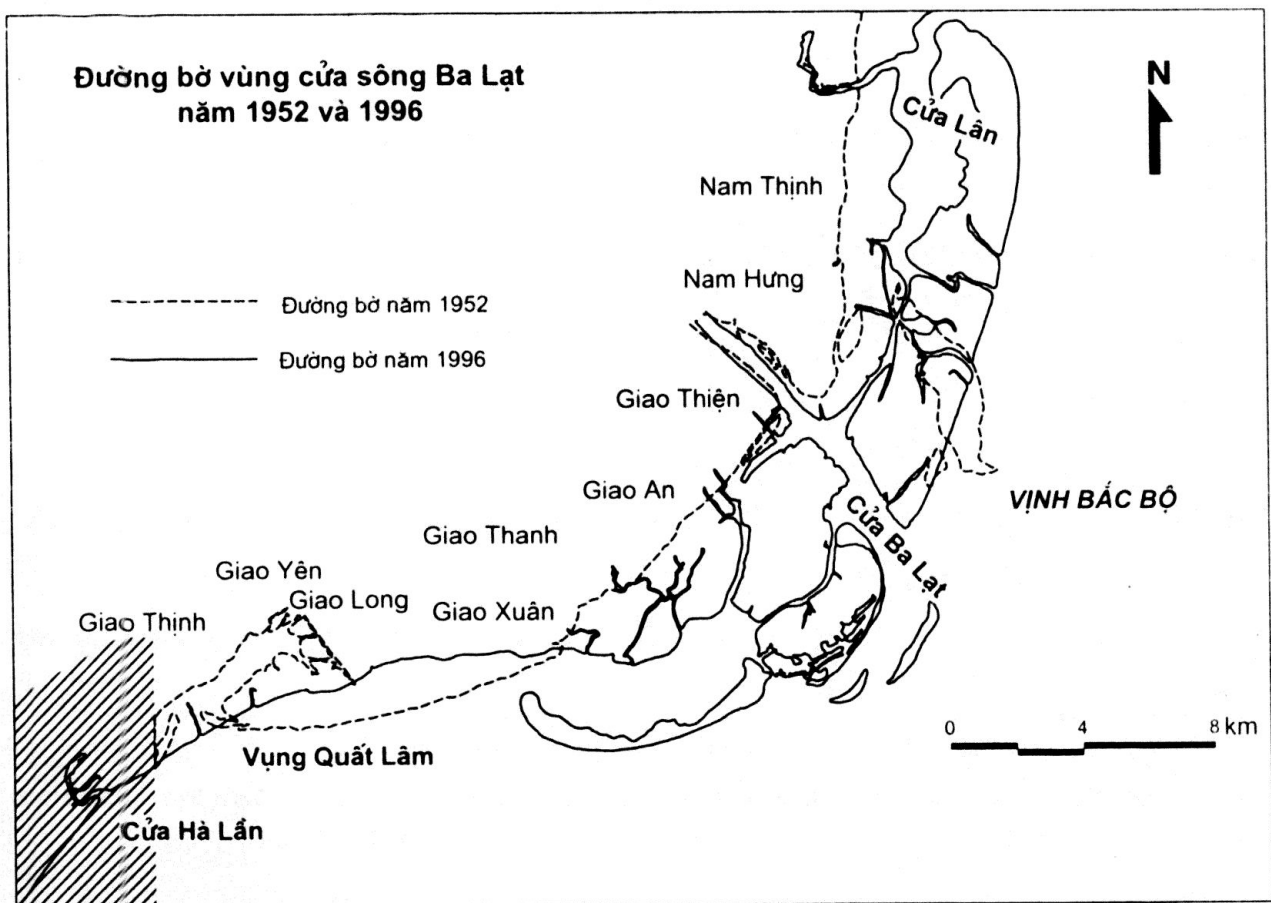 Đường bờ vùng cửa sông Ba Lạt
năm 1952 và 1996
N
Cửa Lân
Nam Thịnh
Nam Hưng
Đường bờ năm 1952
Đường bờ năm 1996
Giao Thiện
Giao An
VỊNH BẮC BỘ
Cửa Ba Lạt
Giao Thanh
Giao Yên
Giao Long
Giao Xuân
Giao Thịnh
0 4 8 km
Vụng Quất Lâm
Cửa Hà Lần